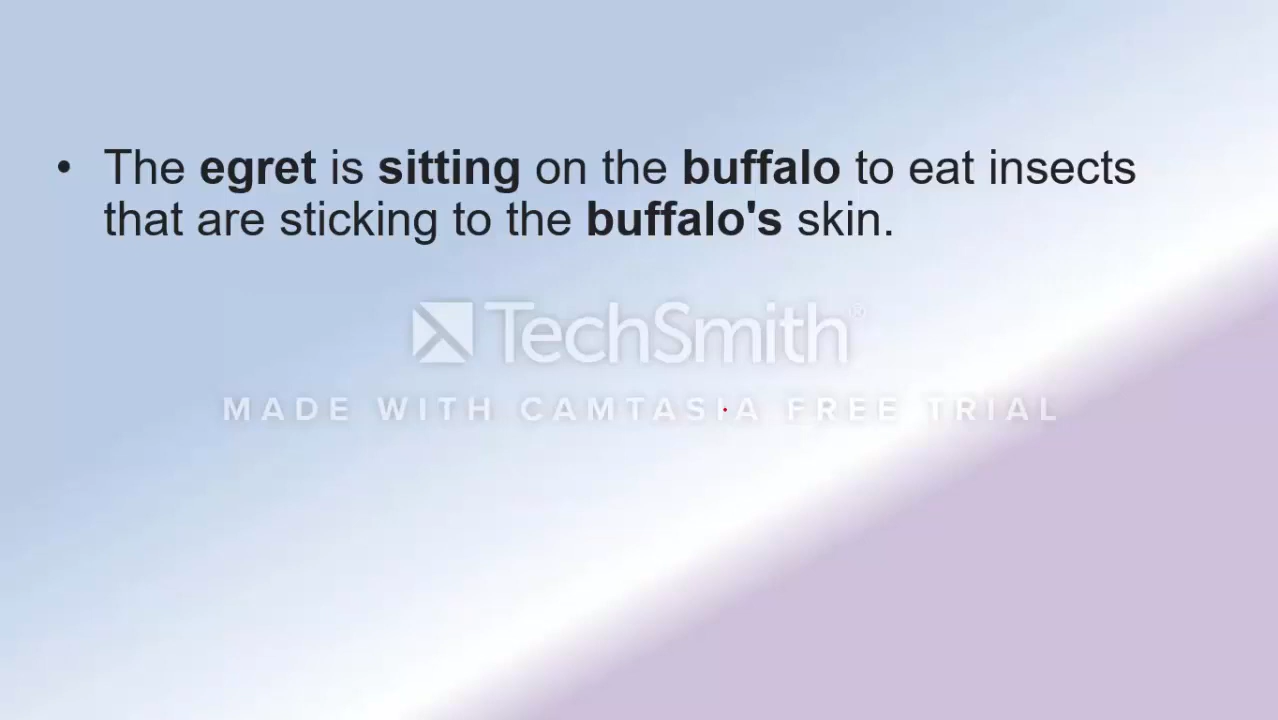 • The egret is sitting on the buffalo to eat insects
that are sticking to the buffalo's skin.
TechSmith®
MADE WITH CAMTASIA FREE TRIAL